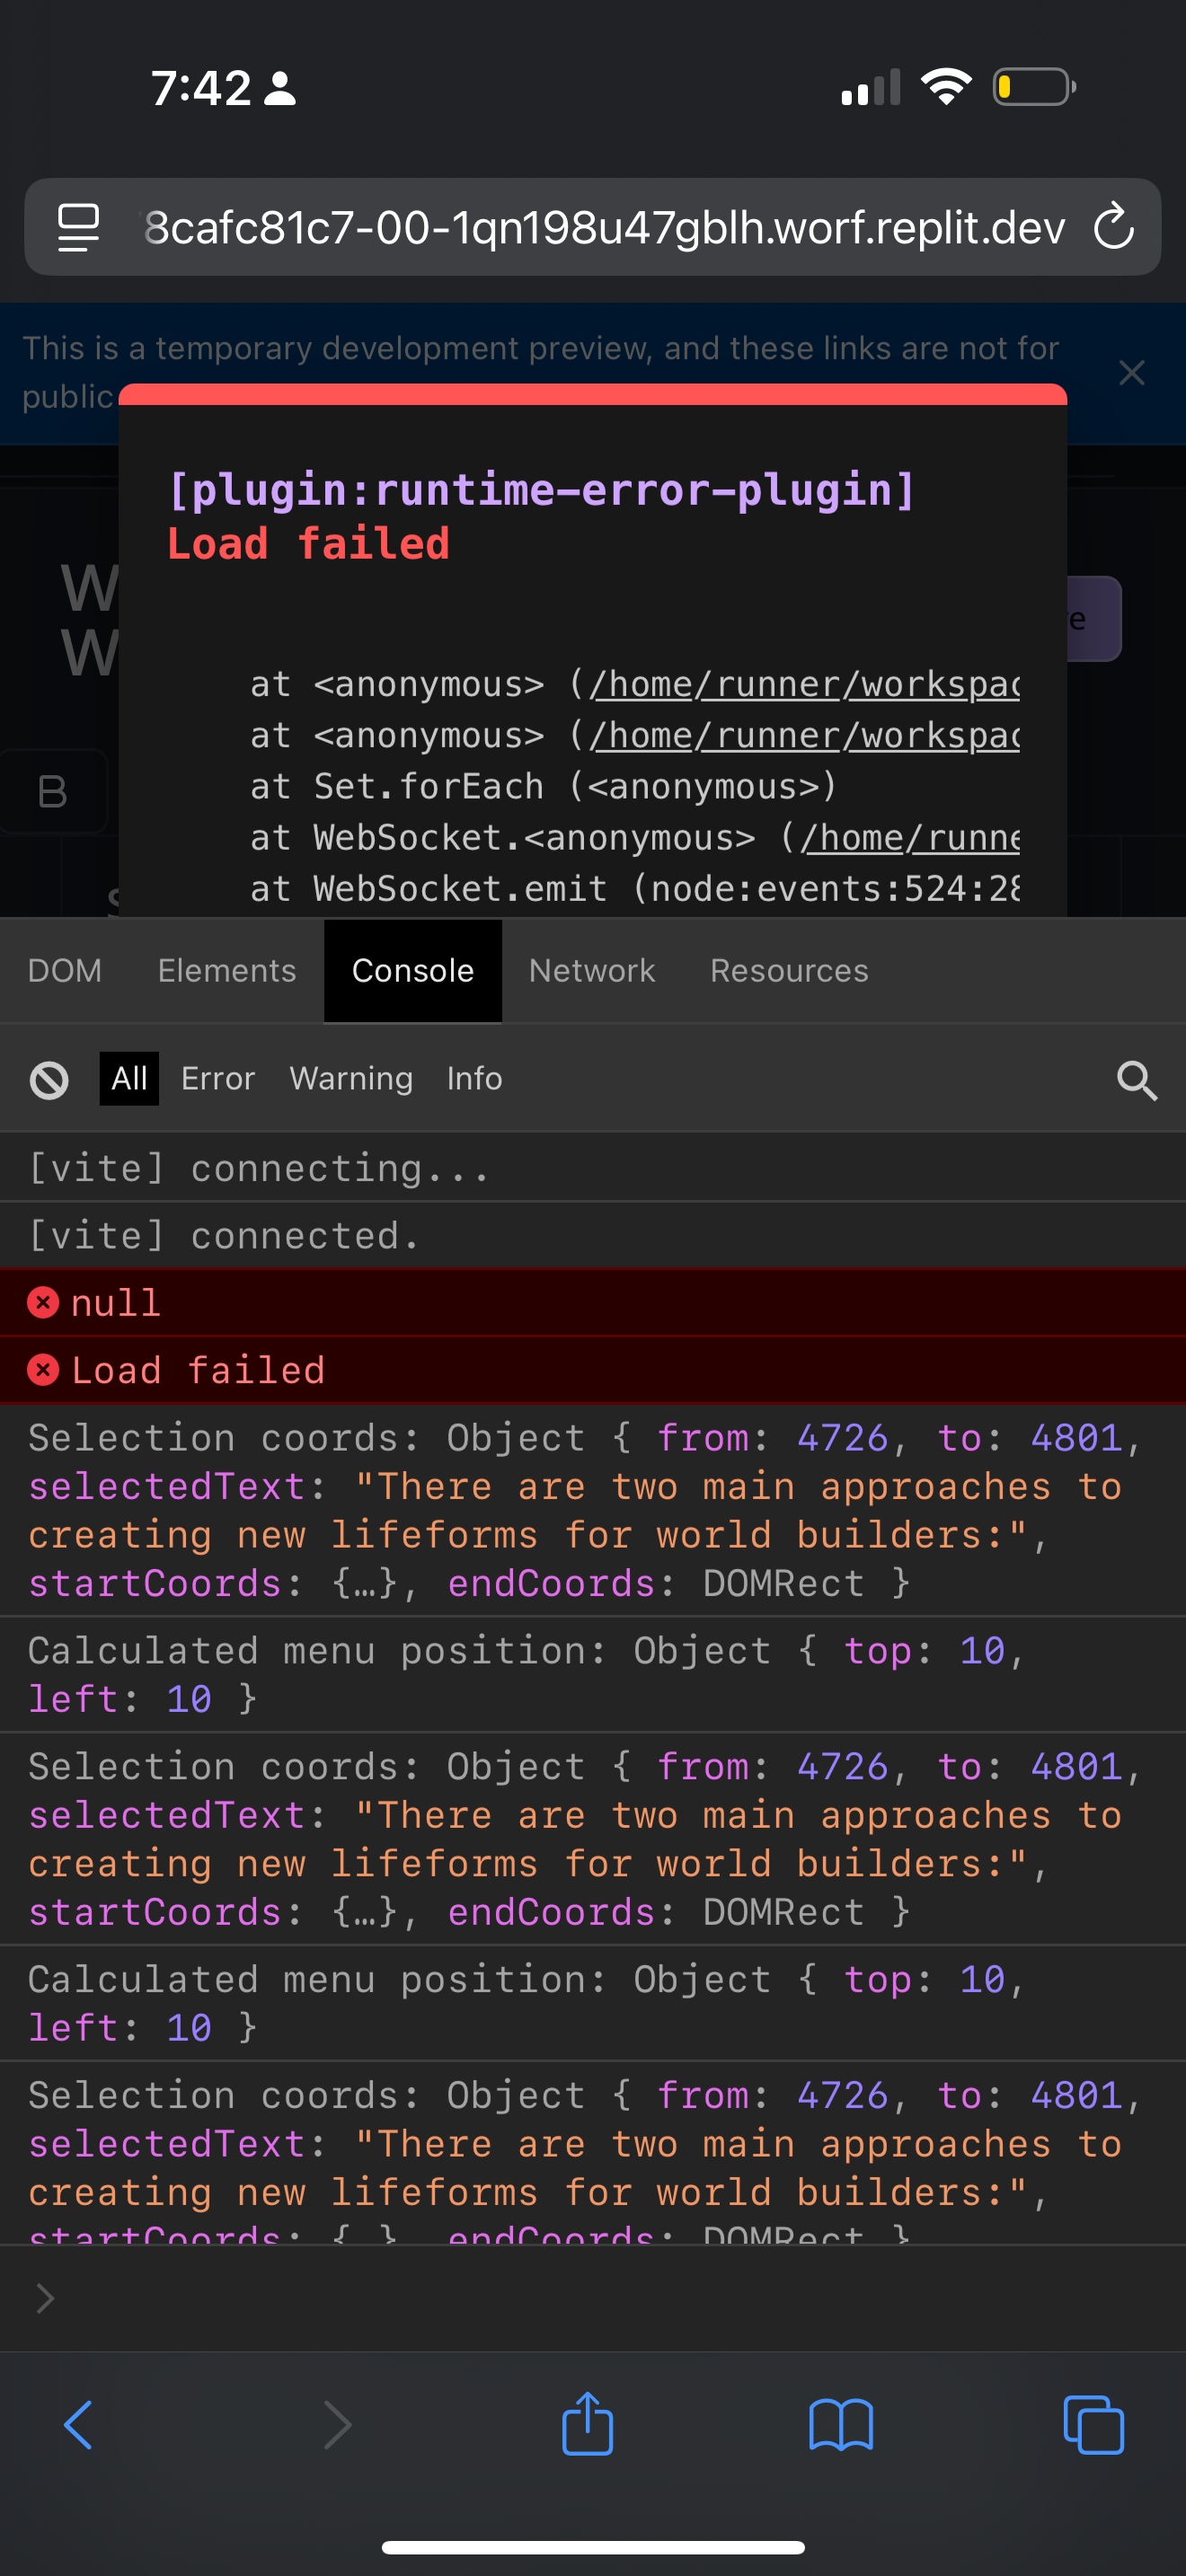 7:42
8cafc81c7-00-1qn198u47gblh.worf.replit.dev
This is a temporary development preview, and these links are not for
public
[plugin:runtime-error-plugin]
Load failed
W
W
e
at <anonymous> (/home/runner/workspac
at <anonymous> (/home/runner/workspac
at Set.forEach (<anonymous>)
B
at WebSocket.<anonymous> (/home/runne
at WebSocket.emit (node:events:524:28
DOM Elements Console Network Resources
All Error Warning Info
[vite] connecting...
[vite] connected.
null
Load failed
Selection coords: Object { from: 4726, to: 4801,
selectedText: "There are two main approaches to
creating new lifeforms for world builders:",
startCoords: {…}, endCoords: DOMRect }
Calculated menu position: Object { top: 10,
left: 10 }
Selection coords: Object { from: 4726, to: 4801,
selectedText: "There are two main approaches to
creating new lifeforms for world builders:",
startCoords: {…}, endCoords: DOMRect }
Calculated menu position: Object { top: 10,
left: 10 }
Selection coords: Object { from: 4726, to: 4801,
selectedText: "There are two main approaches to
creating new lifeforms for world builders:",
startCoords: {…}, endCoords: DOMRect }